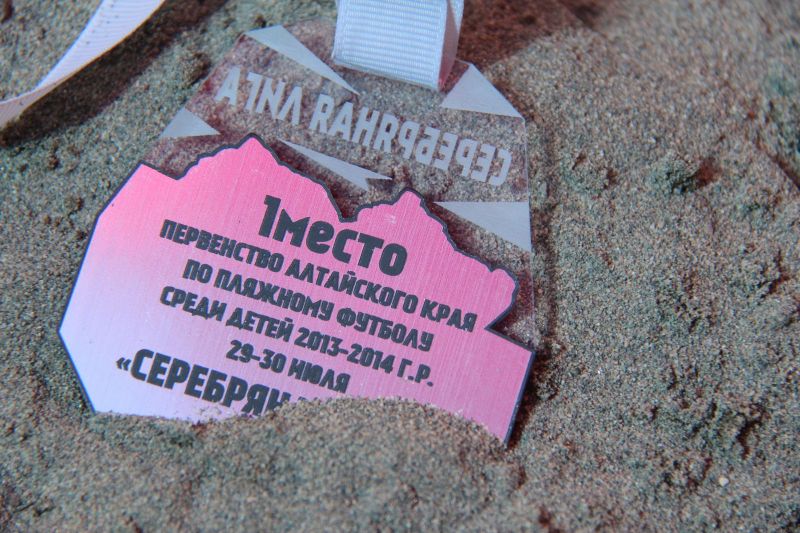 СЕРЕБРЯНАЯ ЛИГА
1МЕСТО
ПЕРВЕНСТВО АЛТАЙСКОГО КРАЯ
ПО ПЛЯЖНОМУ ФУТБОЛУ
СРЕДИ ДЕТЕЙ 2013-2014 Г.Р.
29-30 ИЮЛЯ
«СЕРЕБРЯН